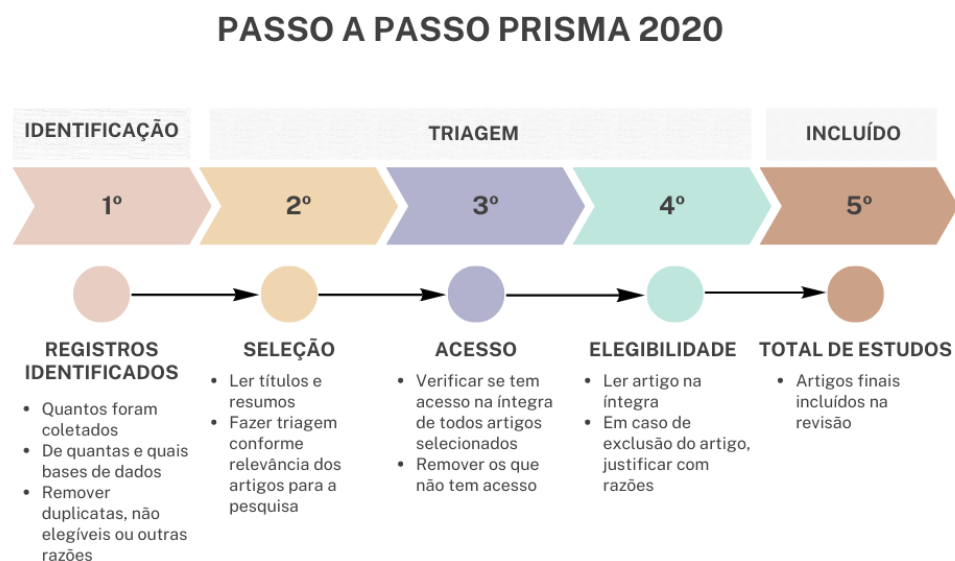 PASSO A PASSO PRISMA 2020
IDENTIFICAÇÃO
TRIAGEM
INCLUÍDO
1º
2º
3º
4º
5º
REGISTROS
IDENTIFICADOS
• Quantos foram
coletados
• De quantas e quais
bases de dados
• Remover
duplicatas, não
elegíveis ou outras
razões
SELEÇÃO
• Ler títulos e
resumos
• Fazer triagem
conforme
relevância dos
artigos para a
pesquisa
ACESSO
• Verificar se tem
acesso na íntegra
de todos artigos
selecionados
• Remover os que
não tem acesso
ELEGIBILIDADE
• Ler artigo na
íntegra
• Em caso de
exclusão do artigo,
justificar com
razões
TOTAL DE ESTUDOS
• Artigos finais
incluídos na
revisão